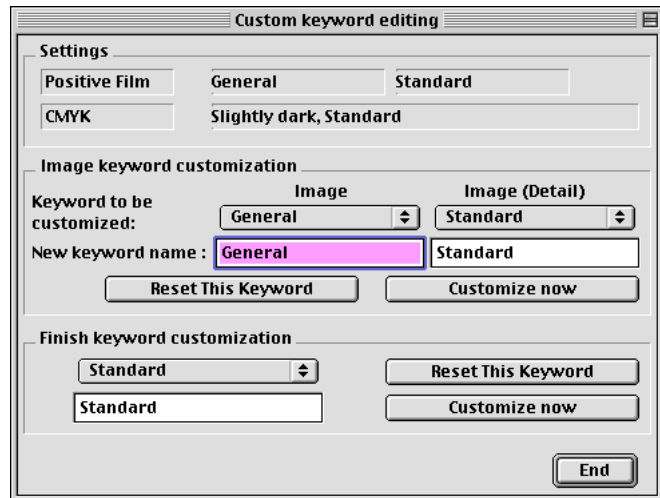 Custom keyword editing
Settings
Positive Film General Standard
CMYK Slightly dark, Standard
Image keyword customization
Image Image (Detail)
Keyword to be
customized:
General Standard
New keyword name : General Standard
Reset This Keyword Customize now
Finish keyword customization
Standard Reset This Keyword
Standard Customize now
End